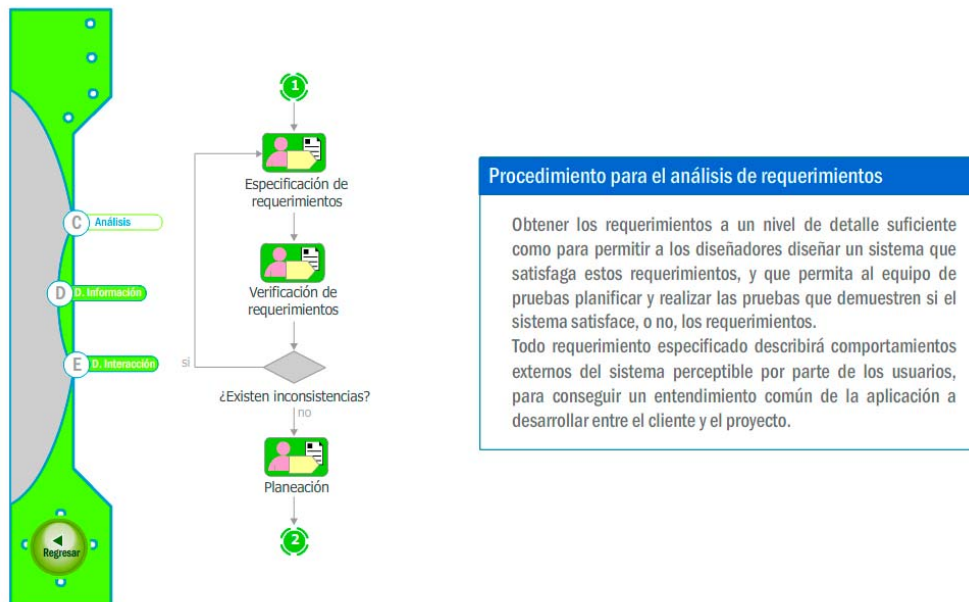 1
Especificación de
requerimientos
Verificación de
requerimientos
si
¿Existen inconsistencias?
no
Planeación
2
C Análisis
D D. Información
E D. Interacción
Regresar
Procedimiento para el análisis de requerimientos
Obtener los requerimientos a un nivel de detalle suficiente
como para permitir a los diseñadores diseñar un sistema que
satisfaga estos requerimientos, y que permita al equipo de
pruebas planificar y realizar las pruebas que demuestren si el
sistema satisface, o no, los requerimientos.
Todo requerimiento especificado describirá comportamientos
externos del sistema perceptible por parte de los usuarios,
para conseguir un entendimiento común de la aplicación a
desarrollar entre el cliente y el proyecto.